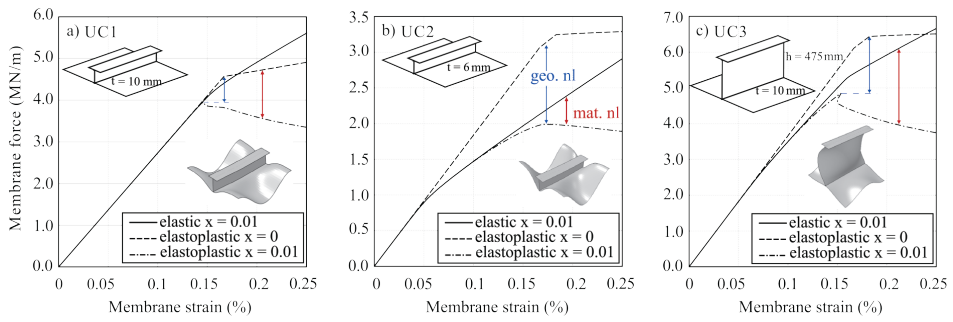 a) UC1
6.0
5.0
4.0
3.0
2.0
1.0
0.0
Membrane force (MN/m)
t = 10 mm
elastic x = 0.01
elastoplastic x = 0
elastoplastic x = 0.01
0
0.05
0.1
0.15
0.2
0.25
Membrane strain (%)
b) UC2
3.5
3.0
2.5
2.0
1.5
1.0
0.5
0.0
t = 6 mm
geo. nl
mat. nl
elastic x = 0.01
elastoplastic x = 0
elastoplastic x = 0.01
0
0.05
0.1
0.15
0.2
0.25
Membrane strain (%)
c) UC3
7.0
6.0
5.0
4.0
3.0
2.0
1.0
0.0
h = 475 mm
t = 10 mm
elastic x = 0.01
elastoplastic x = 0
elastoplastic x = 0.01
0
0.05
0.1
0.15
0.2
0.25
Membrane strain (%)